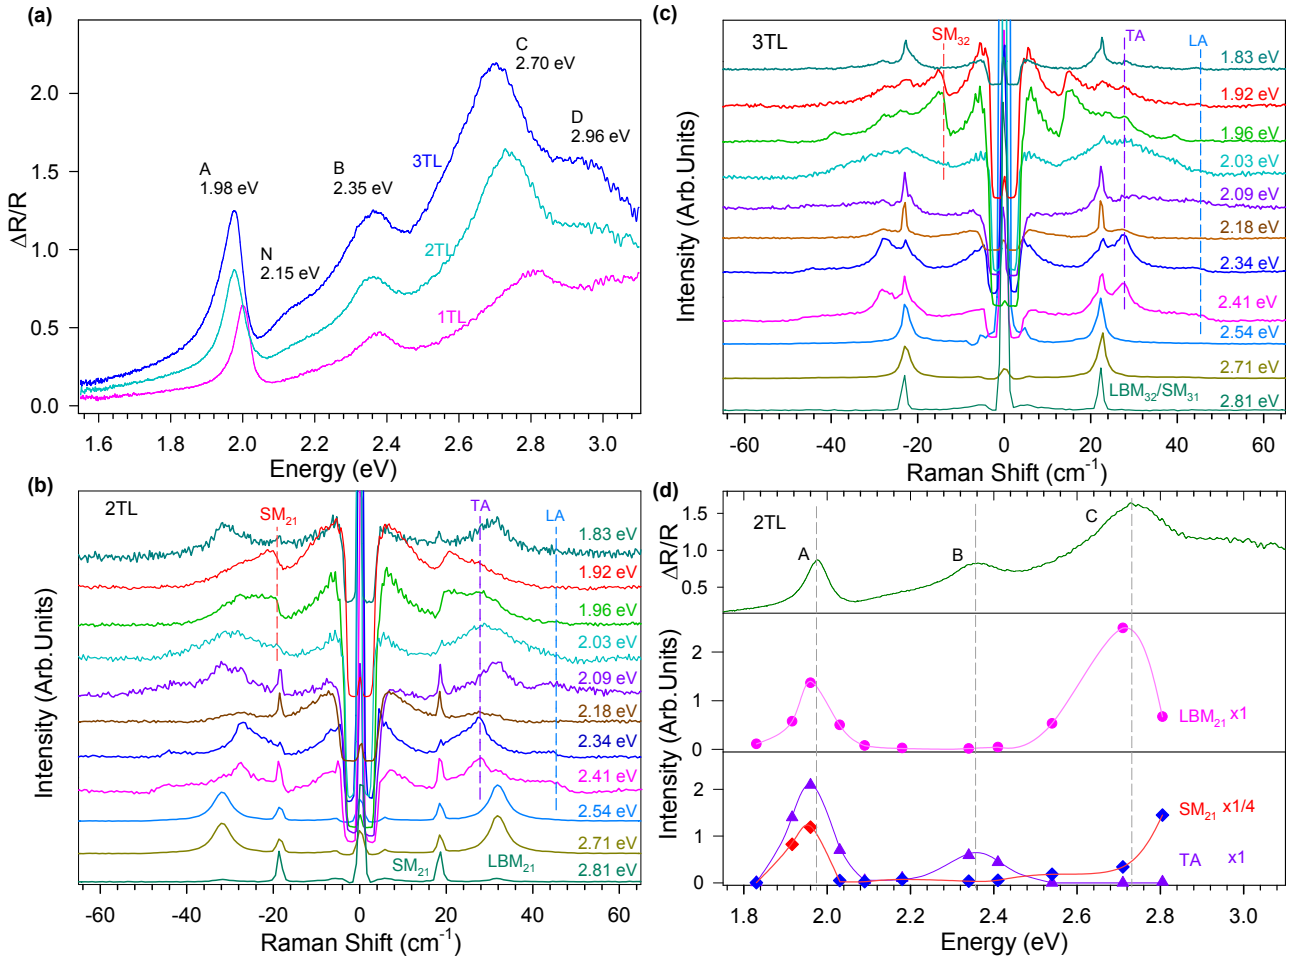 (a)
ΔR/R
2.0
1.5
1.0
0.5
0.0
A
1.98 eV
N
2.15 eV
B
2.35 eV
C
2.70 eV
D
2.96 eV
3TL
2TL
1TL
1.6 1.8 2.0 2.2 2.4 2.6 2.8 3.0
Energy (eV)
(c)
3TL
SM32
TA
LA
Intensity (Arb.Units)
1.83 eV
1.92 eV
1.96 eV
2.03 eV
2.09 eV
2.18 eV
2.34 eV
2.41 eV
2.54 eV
2.71 eV
LBM32/SM31
2.81 eV
-60 -40 -20 0 20 40 60
Raman Shift (cm-1)
(b)
2TL
SM21
TA
LA
Intensity (Arb.Units)
1.83 eV
1.92 eV
1.96 eV
2.03 eV
2.09 eV
2.18 eV
2.34 eV
2.41 eV
2.54 eV
2.71 eV
SM21 LBM21
2.81 eV
-60 -40 -20 0 20 40 60
Raman Shift (cm-1)
(d)
2TL
ΔR/R
1.5
1.0
0.5
A
B
C
Intensity (Arb.Units)
2
1
0
LBM21 x1
2
1
0
SM21 x1/4
TA x1
1.8 2.0 2.2 2.4 2.6 2.8 3.0
Energy (eV)